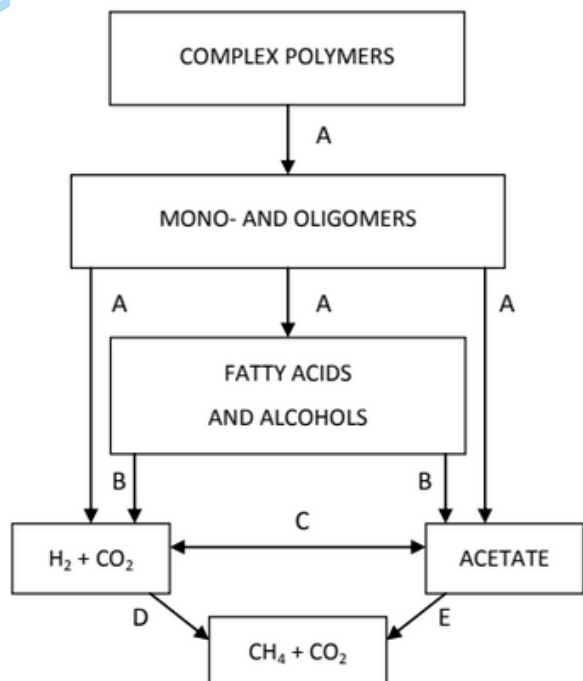 COMPLEX POLYMERS
A
MONO- AND OLIGOMERS
A
A
A
FATTY ACIDS
AND ALCOHOLS
B
B
C
H₂ + CO₂
ACETATE
D
E
CH₄ + CO₂